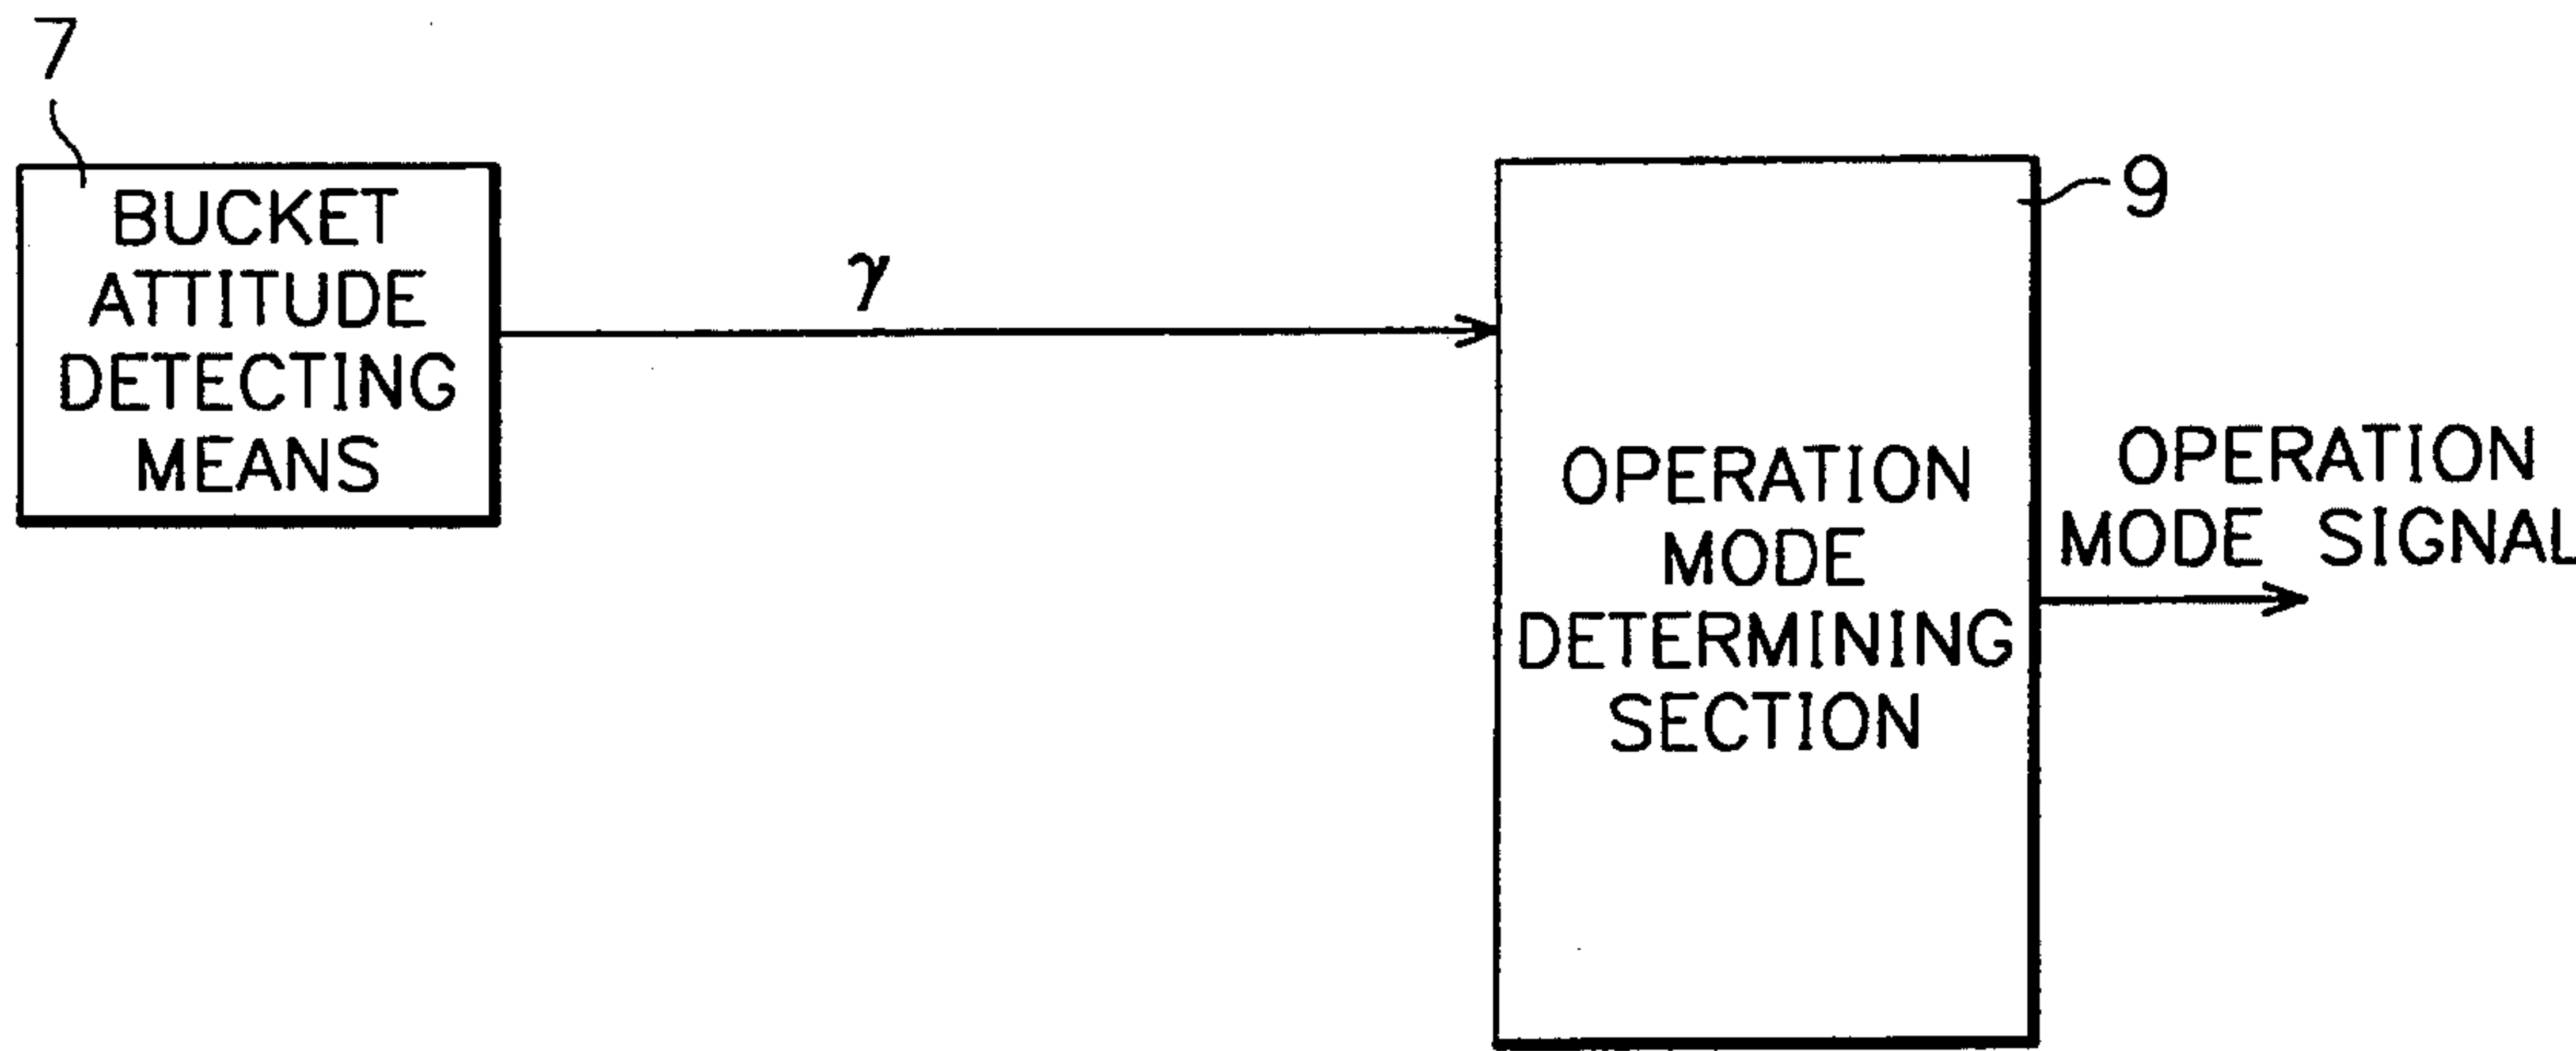 7
BUCKET
ATTITUDE
DETECTING
MEANS
γ
9
OPERATION
MODE
DETERMINING
SECTION
OPERATION
MODE SIGNAL